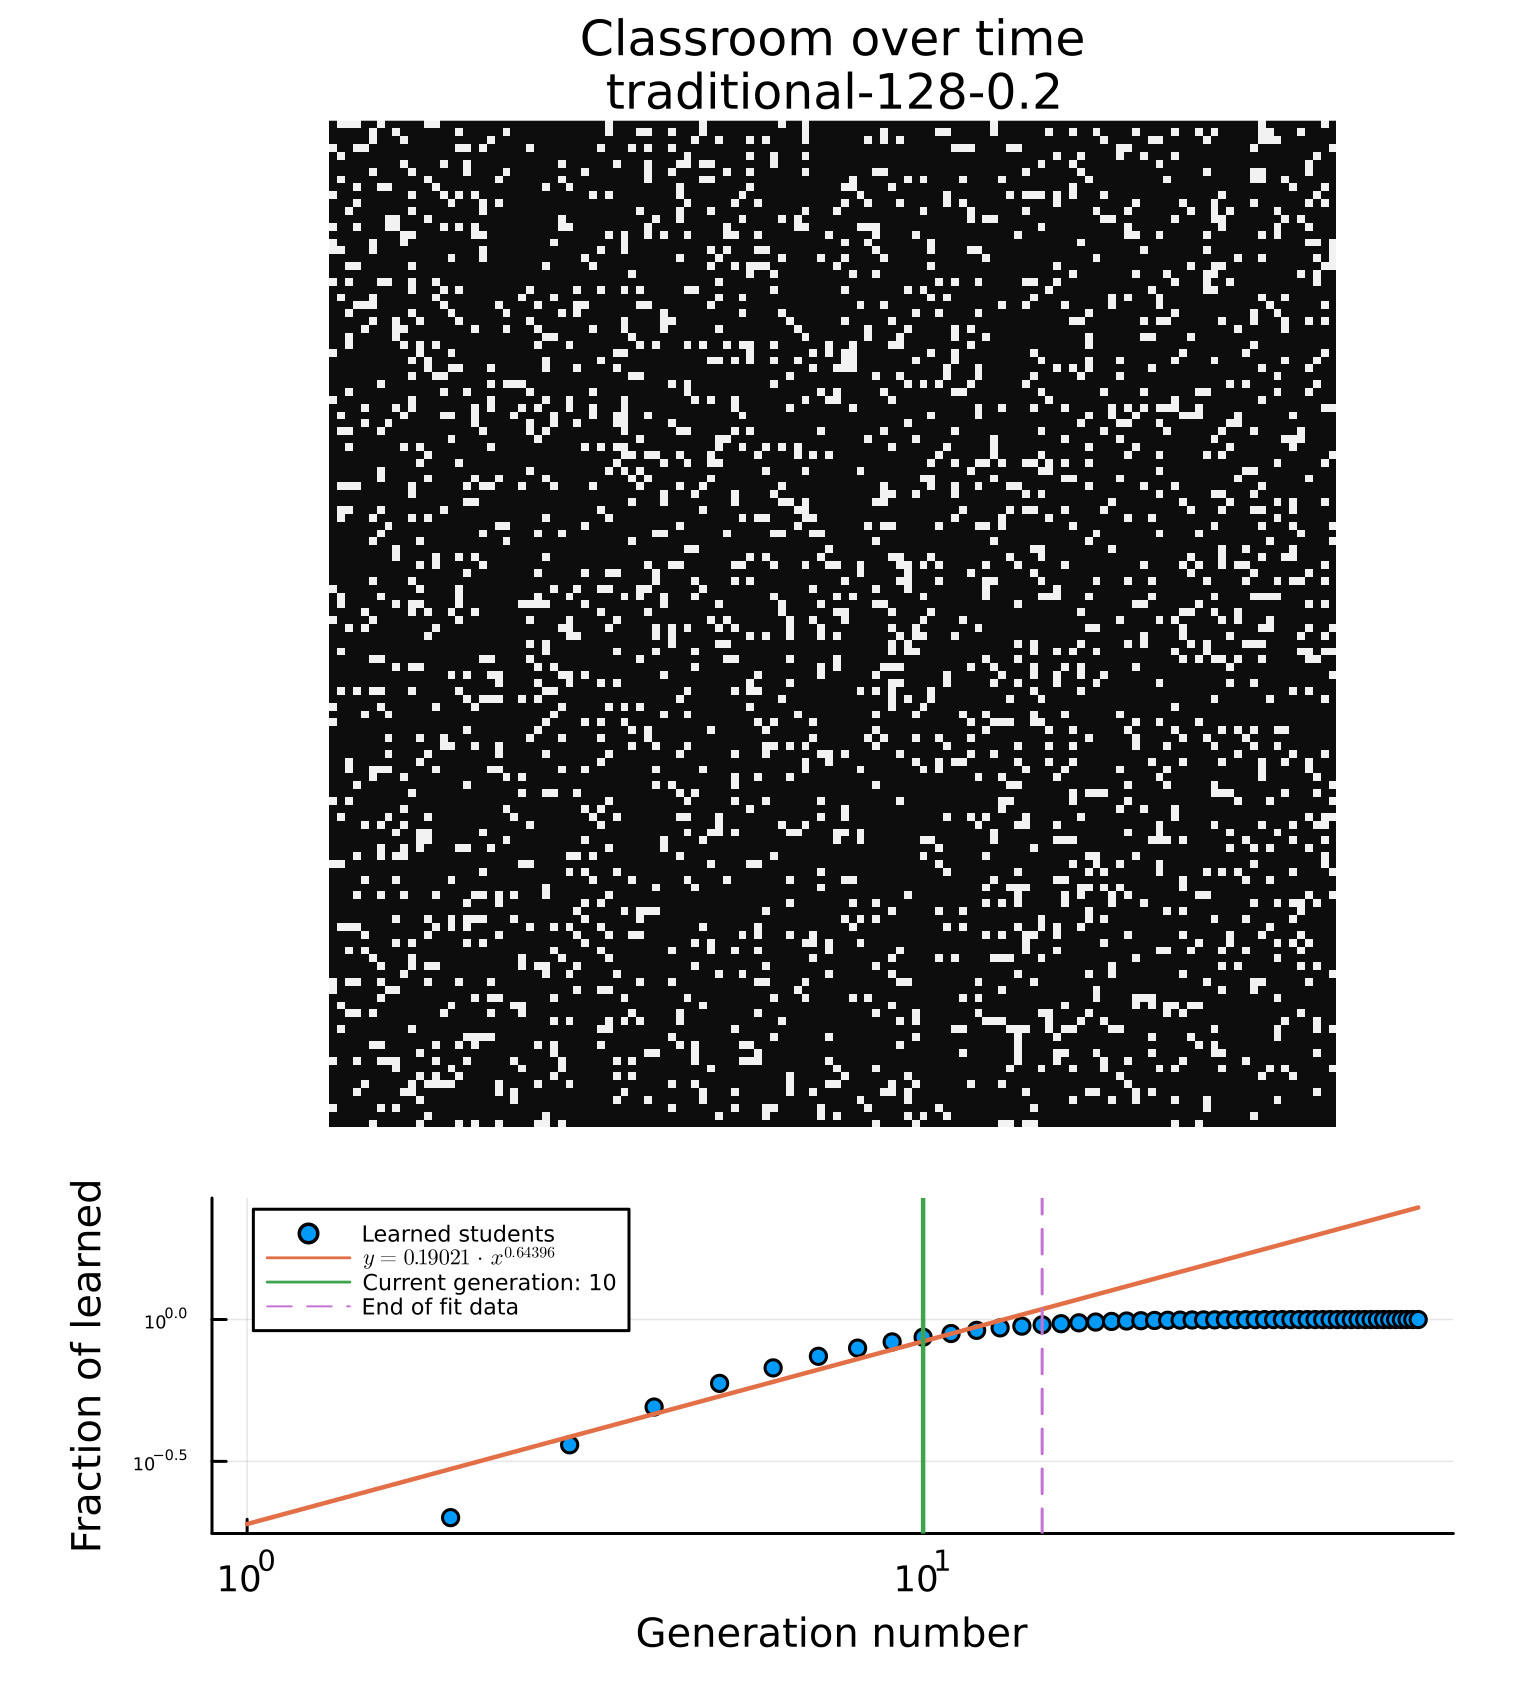 Classroom over time
traditional-128-0.2
Fraction of learned
Learned students
y = 0.19021 · x^0.64396
Current generation: 10
End of fit data
10^0.0
10^−0.5
10^0
10^1
Generation number